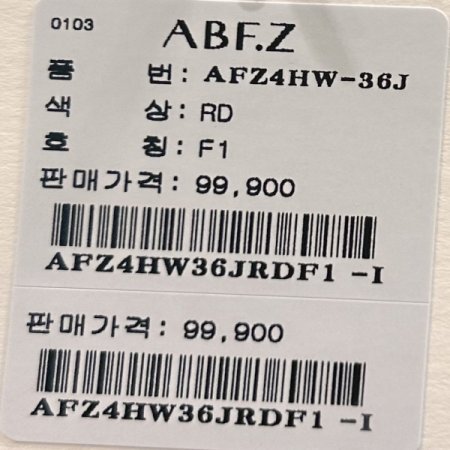 0103
ABF.Z
품 번: AFZ4HW-36J
색 상: RD
호 칭: F1
판매가격: 99,900
AFZ4HW36JRDF1 -I
판매가격: 99,900
AFZ4HW36JRDF1 -I